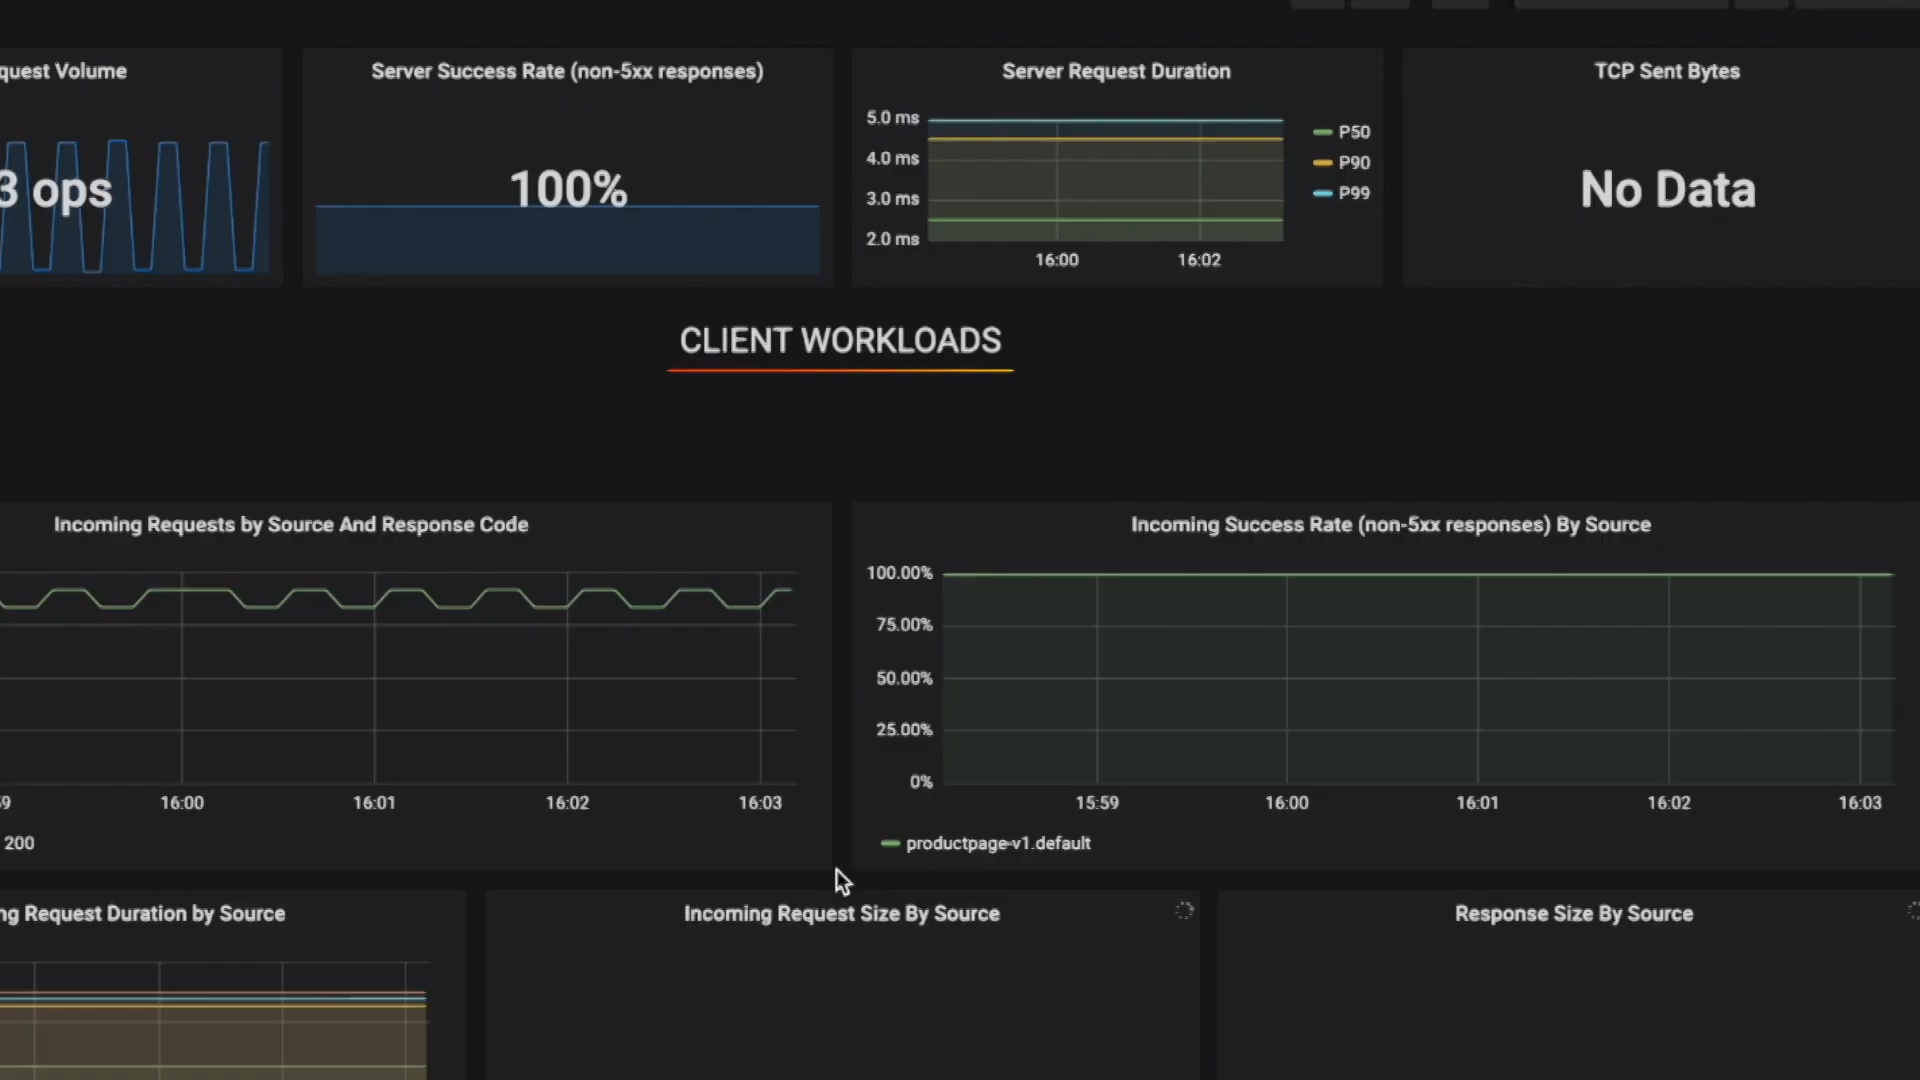 quest Volume
3 ops
Server Success Rate (non-5xx responses)
100%
Server Request Duration
5.0 ms
4.0 ms
3.0 ms
2.0 ms
16:00
16:02
P50
P90
P99
TCP Sent Bytes
No Data
CLIENT WORKLOADS
Incoming Requests by Source And Response Code
9
16:00
16:01
16:02
16:03
200
Incoming Success Rate (non-5xx responses) By Source
100.00%
75.00%
50.00%
25.00%
0%
15:59
16:00
16:01
16:02
16:03
productpage-v1.default
ng Request Duration by Source
Incoming Request Size By Source
Response Size By Source